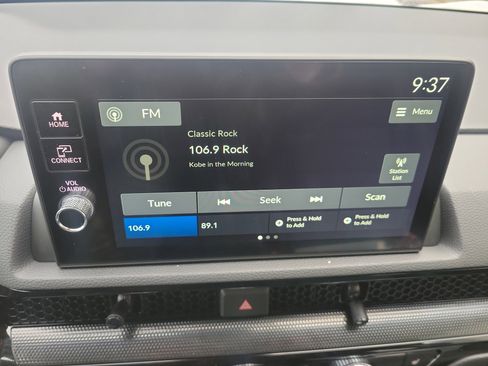 9:37
HOME
FM
Menu
Classic Rock
106.9 Rock
Kobe in the Morning
CONNECT
Station
List
VOL
AUDIO
Tune
Seek
Scan
106.9
89.1
Press & Hold
to Add
Press & Hold
to Add